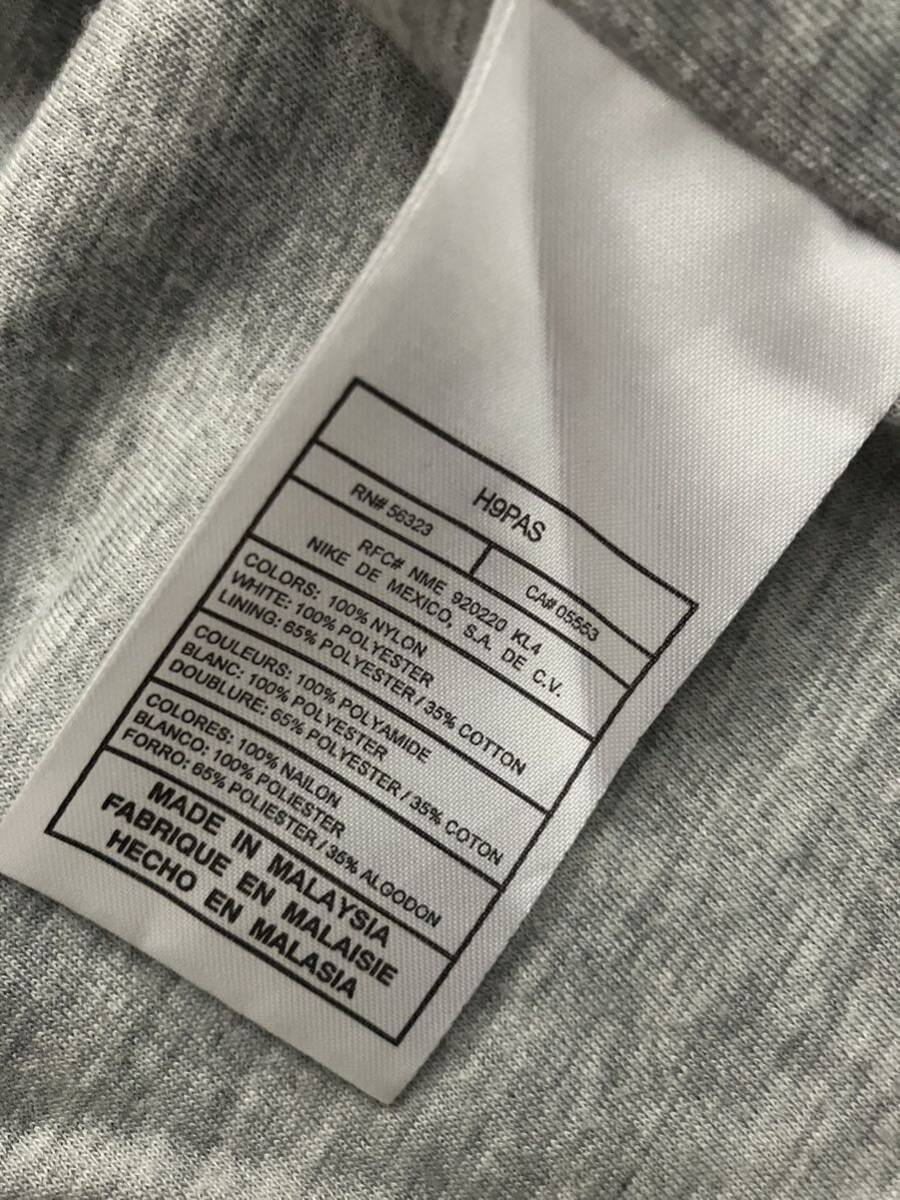 H9PAS
RN# 56323
CA# 05553
RFC# NME 920220 KL4
NIKE DE MEXICO, S.A. DE C.V.
COLORS: 100% NYLON
WHITE: 100% POLYESTER
LINING: 65% POLYESTER / 35% COTTON
COULEURS: 100% POLYAMIDE
BLANC: 100% POLYESTER
DOUBLURE: 65% POLYESTER / 35% COTON
COLORES: 100% NAILON
BLANCO: 100% POLIESTER
FORRO: 65% POLIESTER / 35% ALGODON
MADE IN MALAYSIA
FABRIQUE EN MALAISIE
HECHO EN MALASIA